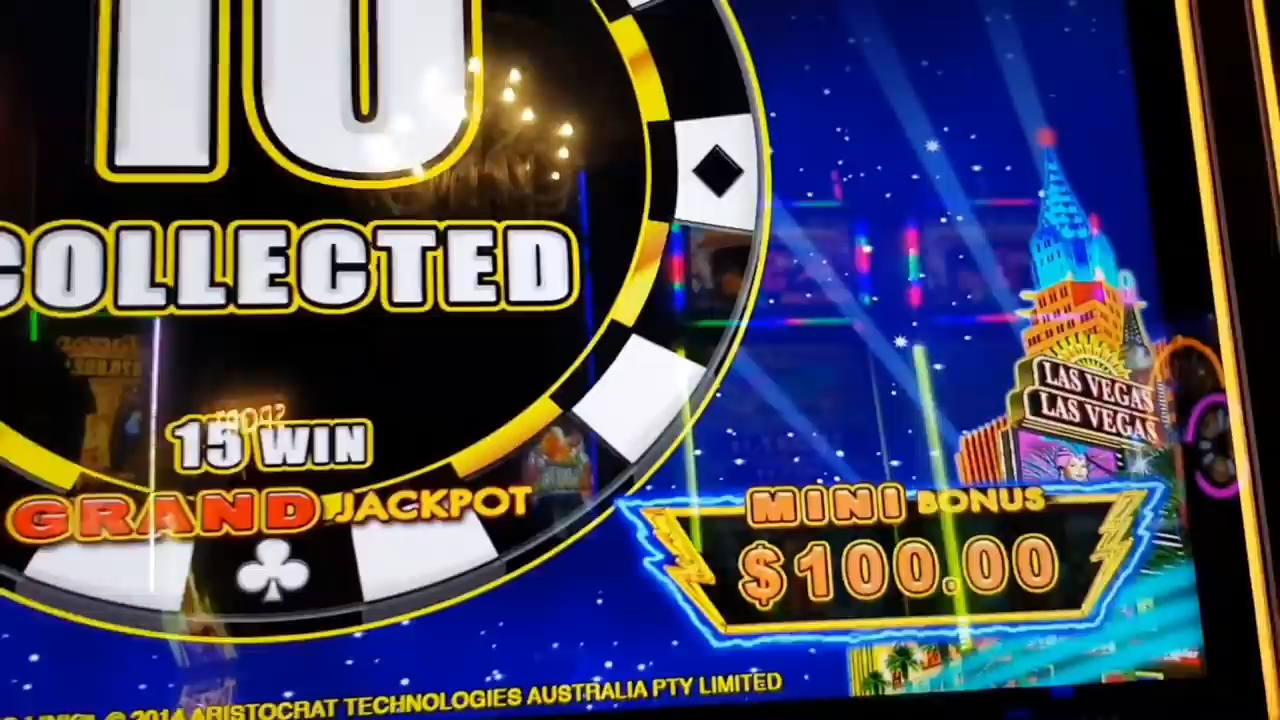 10
COLLECTED
15 WIN
GRAND JACKPOT
LAS VEGAS
LAS VEGAS
MINI BONUS
$100.00
© 2014 ARISTOCRAT TECHNOLOGIES AUSTRALIA PTY LIMITED